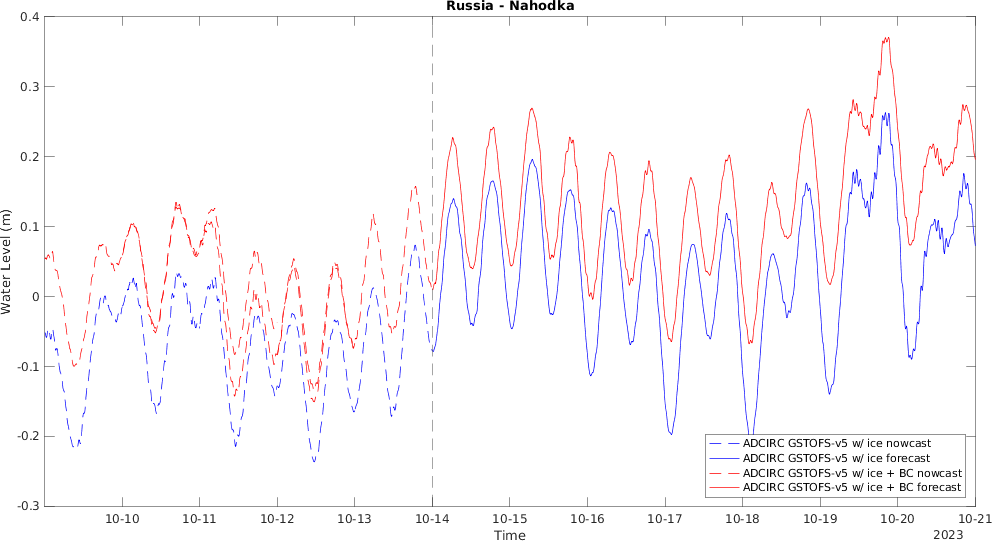 Russia - Nahodka
Water Level (m)
0.4
0.3
0.2
0.1
0
-0.1
-0.2
-0.3
ADCIRC GSTOFS-v5 w/ ice nowcast
ADCIRC GSTOFS-v5 w/ ice forecast
ADCIRC GSTOFS-v5 w/ ice + BC nowcast
ADCIRC GSTOFS-v5 w/ ice + BC forecast
10-10 10-11 10-12 10-13 10-14 10-15 10-16 10-17 10-18 10-19 10-20 10-21
Time
2023